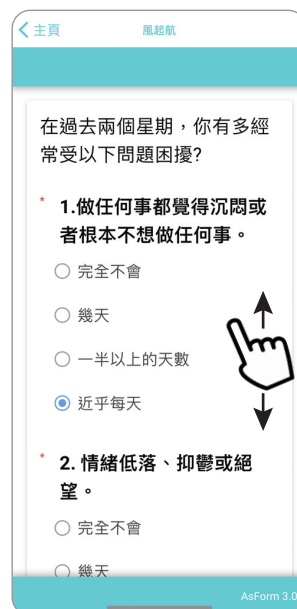 主頁 風起航
在過去兩個星期，你有多經
常受以下問題困擾?
* 1.做任何事都覺得沉悶或
者根本不想做任何事。
完全不會
幾天
一半以上的天數
近乎每天
* 2. 情緒低落、抑鬱或絕
望。
完全不會
幾天
AsForm 3.0